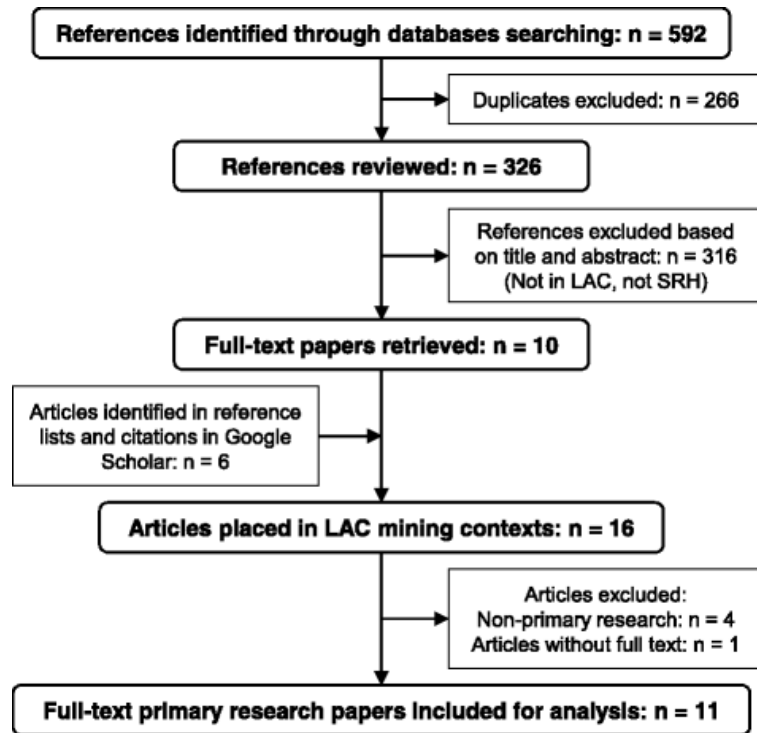 References identified through databases searching: n = 592
Duplicates excluded: n = 266
References reviewed: n = 326
References excluded based
on title and abstract: n = 316
(Not in LAC, not SRH)
Full-text papers retrieved: n = 10
Articles identified in reference
lists and citations in Google
Scholar: n = 6
Articles placed in LAC mining contexts: n = 16
Articles excluded:
Non-primary research: n = 4
Articles without full text: n = 1
Full-text primary research papers included for analysis: n = 11